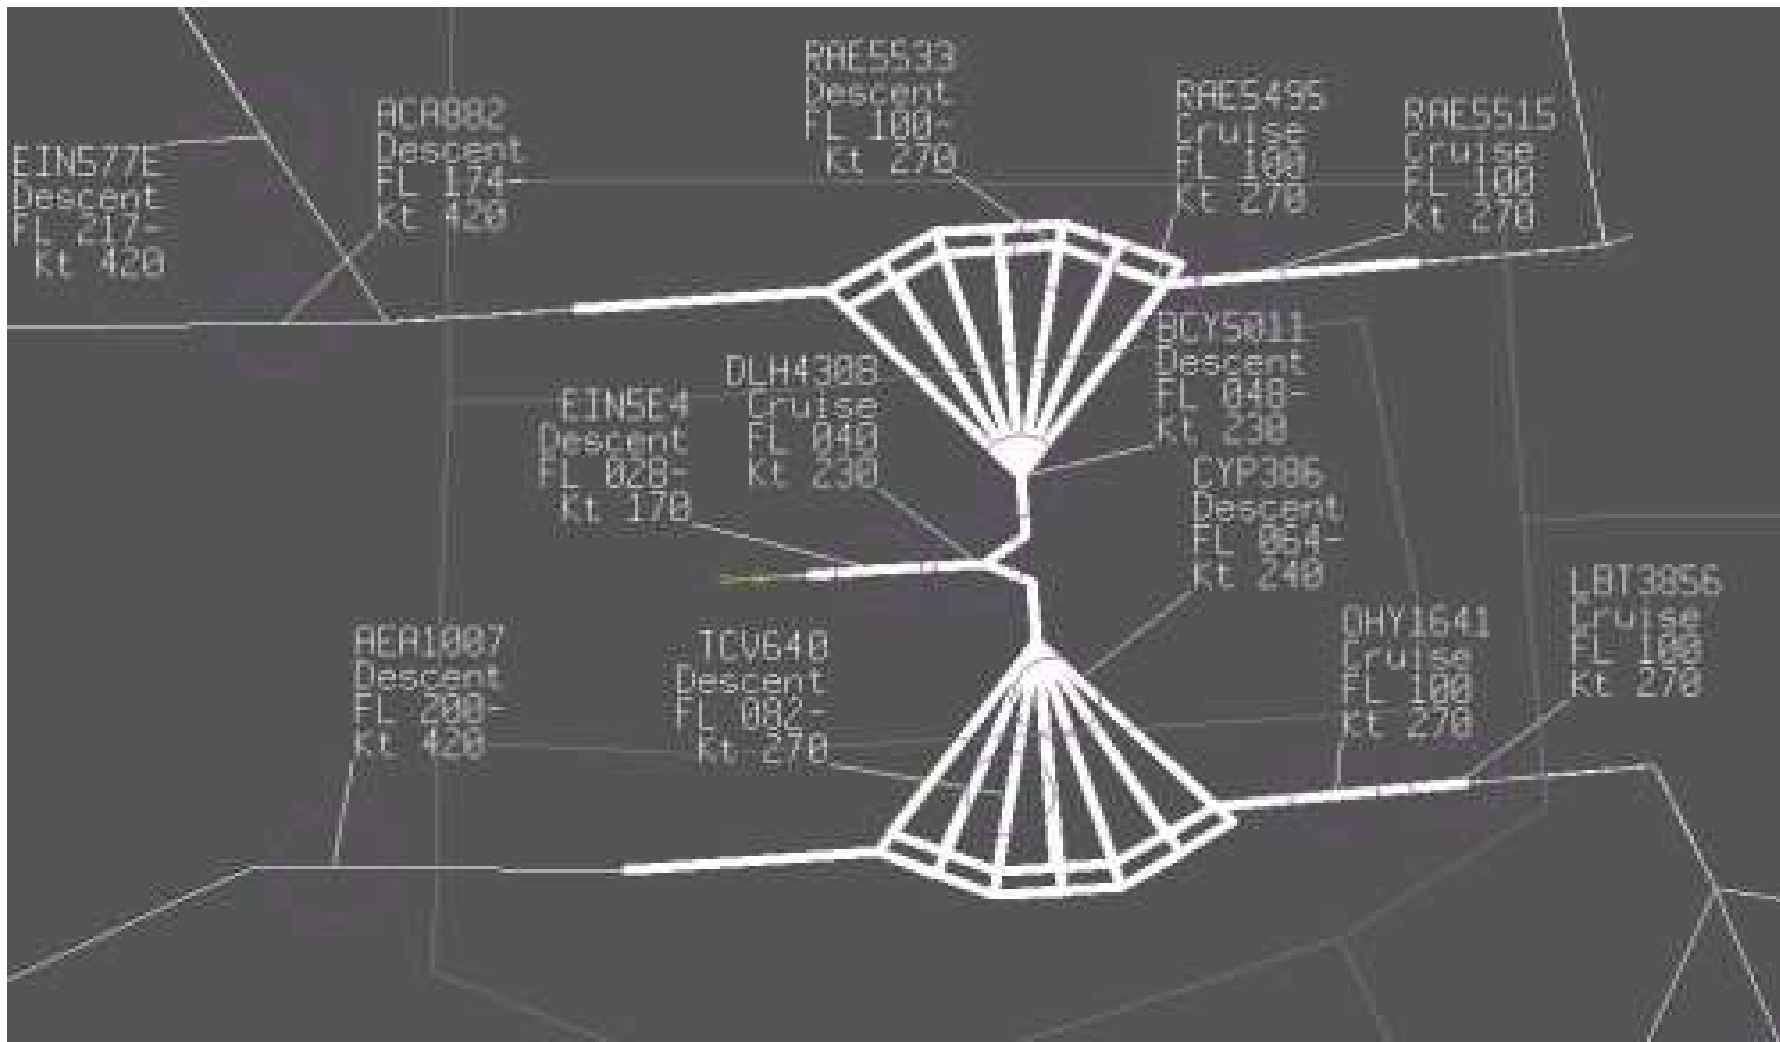 RAE5533
Descent
FL 100-
Kt 270
RAE5495
Cruise
FL 100
Kt 270
RAE5515
Cruise
FL 100
Kt 270
ACA882
Descent
FL 174-
Kt 420
EIN577E
Descent
FL 217-
Kt 420
BCY5011
Descent
FL 048-
Kt 230
DLH4308
Cruise
FL 040
Kt 230
EIN5E4
Descent
FL 028-
Kt 170
CYP386
Descent
FL 064-
Kt 240
LBT3856
Cruise
FL 100
Kt 270
DHY1641
Cruise
FL 100
Kt 270
AEA1007
Descent
FL 208-
Kt 420
TCV640
Descent
FL 082-
Kt 270